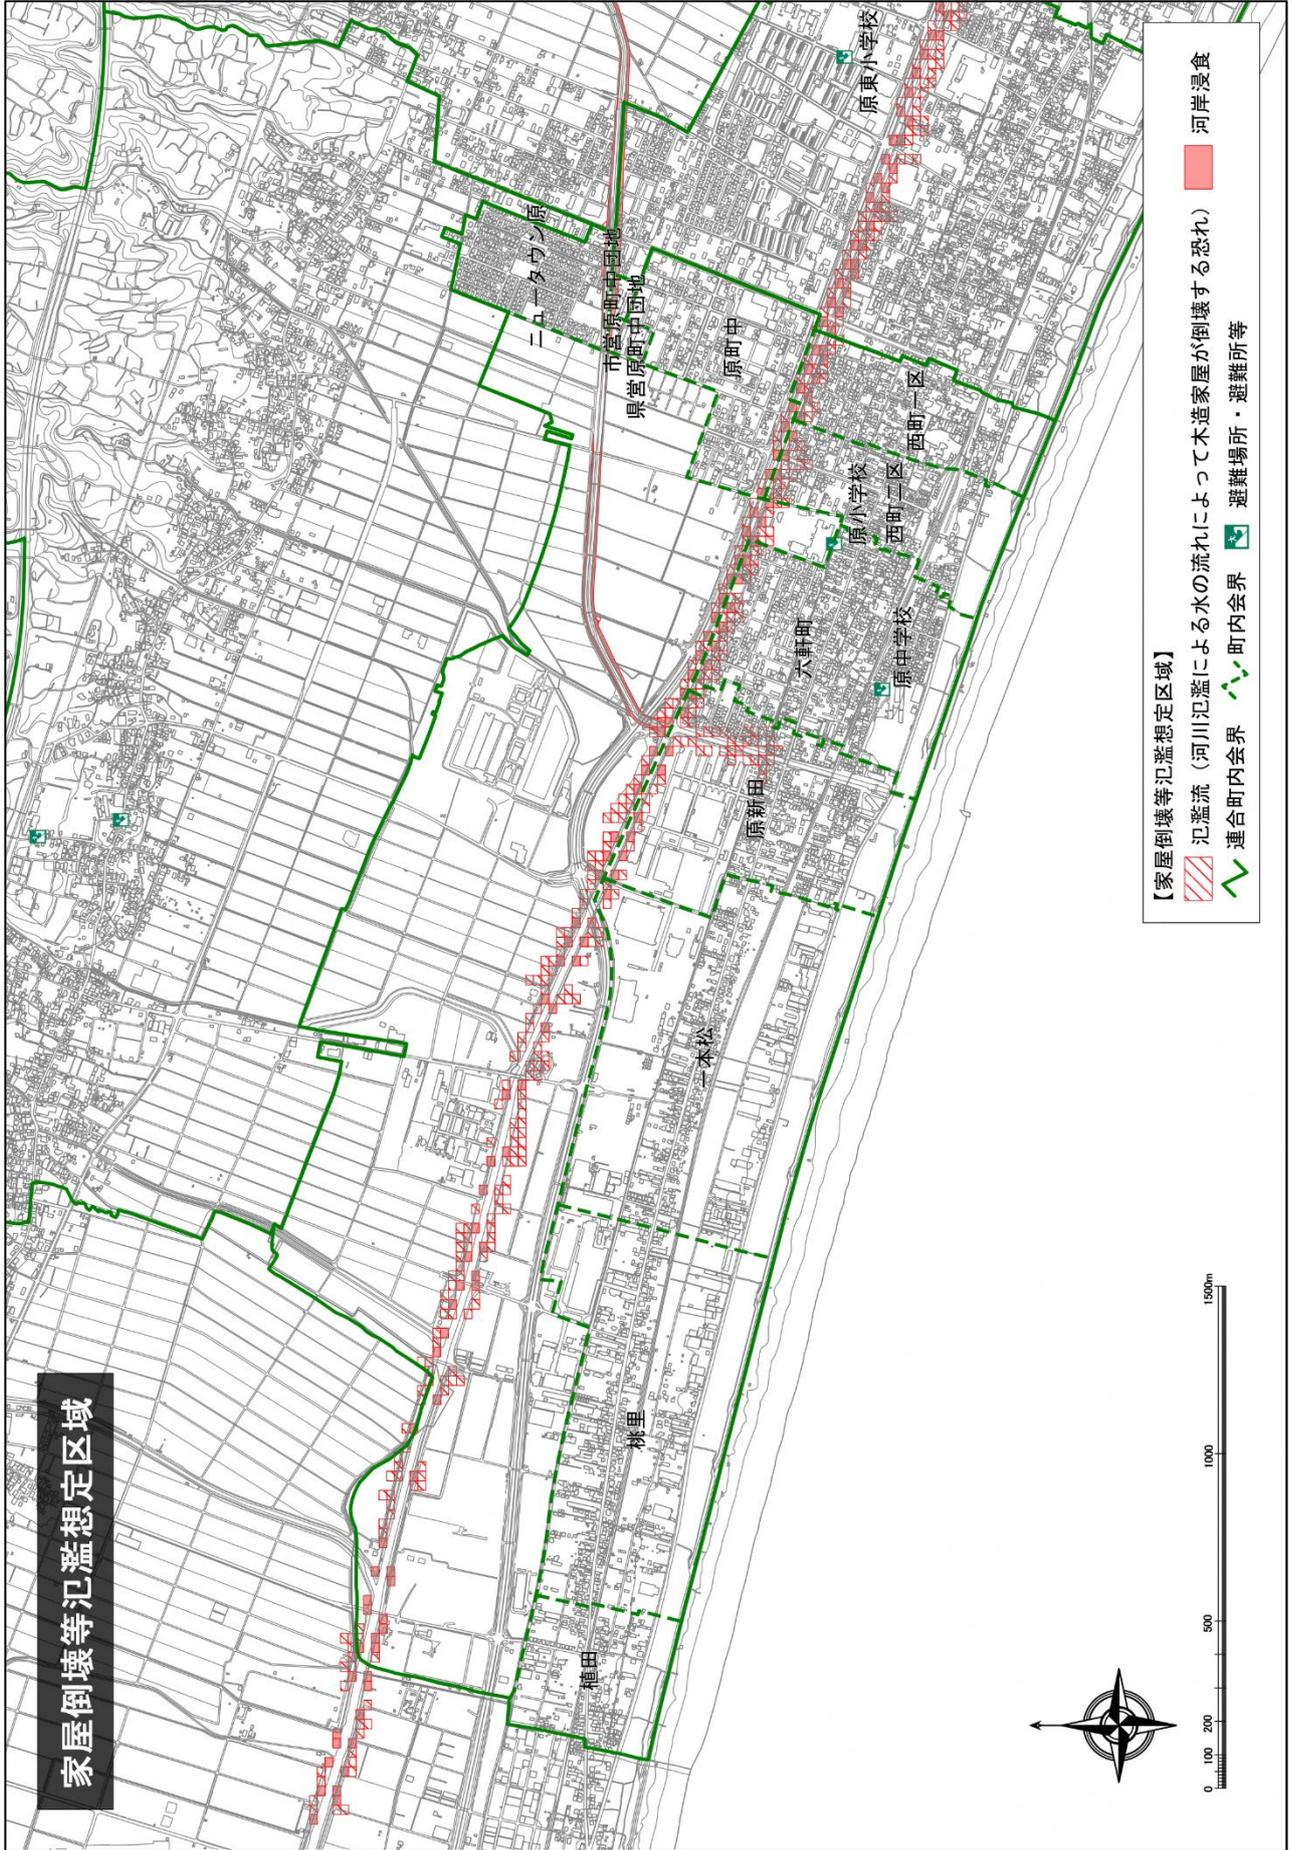 家屋倒壊等氾濫想定区域
ニュータウン原
市営原町中団地
県営原町中団地
原町中
原東小学校
西町一区
原小学校
西町二区
六軒町
原中学校
原新田
一本松
桃里
植田
【家屋倒壊等氾濫想定区域】
氾濫流（河川氾濫による水の流れによって木造家屋が倒壊する恐れ） 河岸浸食
連合町内会界 町内会界 避難場所・避難所等
0 100 200 500 1000 1500m